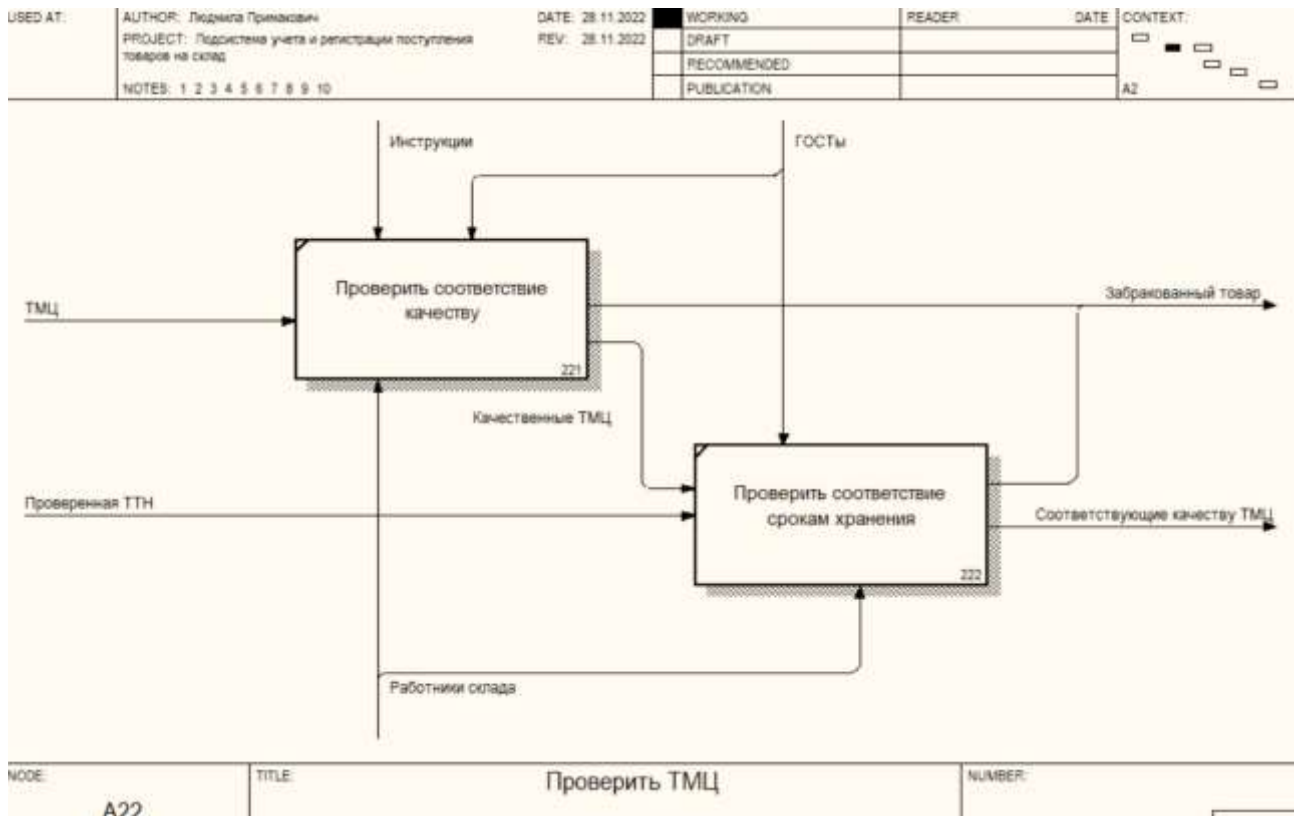 USED AT:
AUTHOR: Людмила Примакович
DATE: 28.11.2022
WORKING
READER
DATE
CONTEXT:
PROJECT: Подсистема учета и регистрации поступления
REV: 28.11.2022
DRAFT
товаров на склад
RECOMMENDED
NOTES: 1 2 3 4 5 6 7 8 9 10
PUBLICATION
A2
Инструкции
ГОСТы
Проверить соответствие
качеству
221
ТМЦ
Забракованный товар
Качественные ТМЦ
Проверенная ТТН
Проверить соответствие
срокам хранения
222
Соответствующие качеству ТМЦ
Работники склада
NODE:
A22
TITLE:
Проверить ТМЦ
NUMBER: